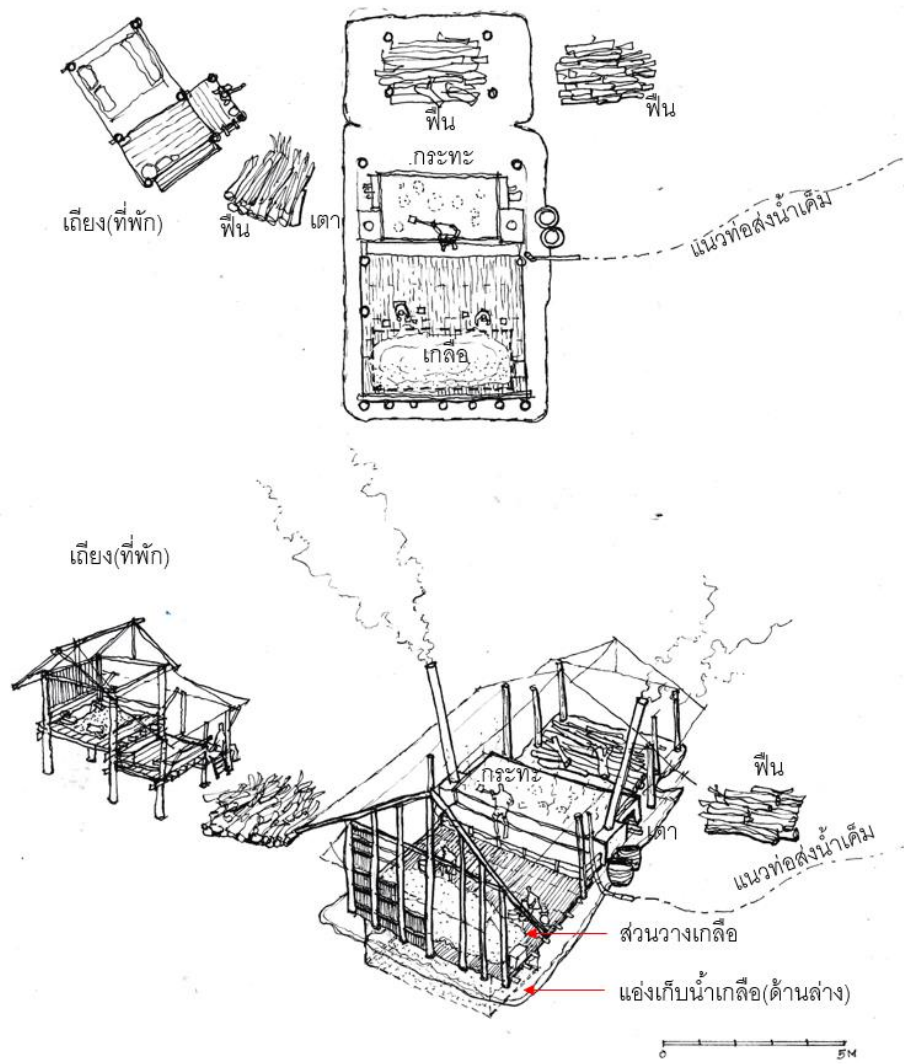 ฟืน
ฟืน
กระทะ
เถียง(ที่พัก)
ฟืน
เตา
แนวท่อส่งน้ำเค็ม
เกลือ
เถียง(ที่พัก)
กระทะ
ฟืน
เตา
แนวท่อส่งน้ำเค็ม
ส่วนวางเกลือ
แอ่งเก็บน้ำเกลือ(ด้านล่าง)
0 5M